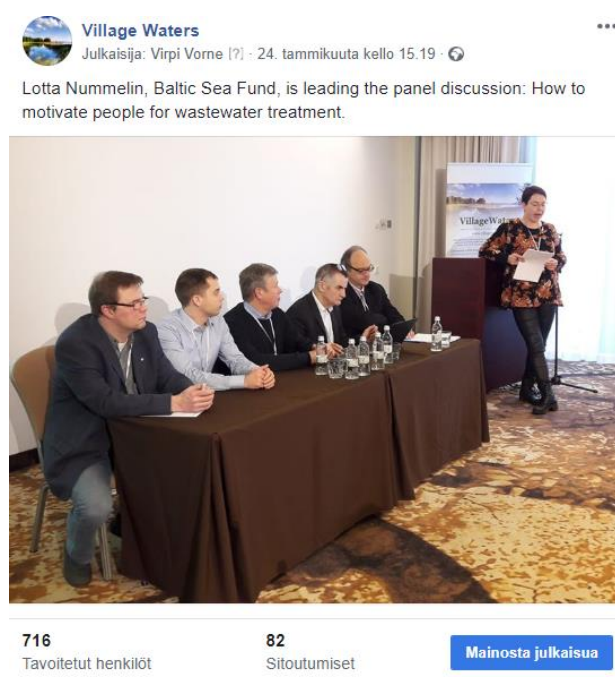 Village Waters
Julkaisija: Virpi Vorne [?] · 24. tammikuuta kello 15.19 ·
Lotta Nummelin, Baltic Sea Fund, is leading the panel discussion: How to
motivate people for wastewater treatment.
VillageWaters
716
82
Mainosta julkaisua
Tavoitetut henkilöt
Sitoutumiset